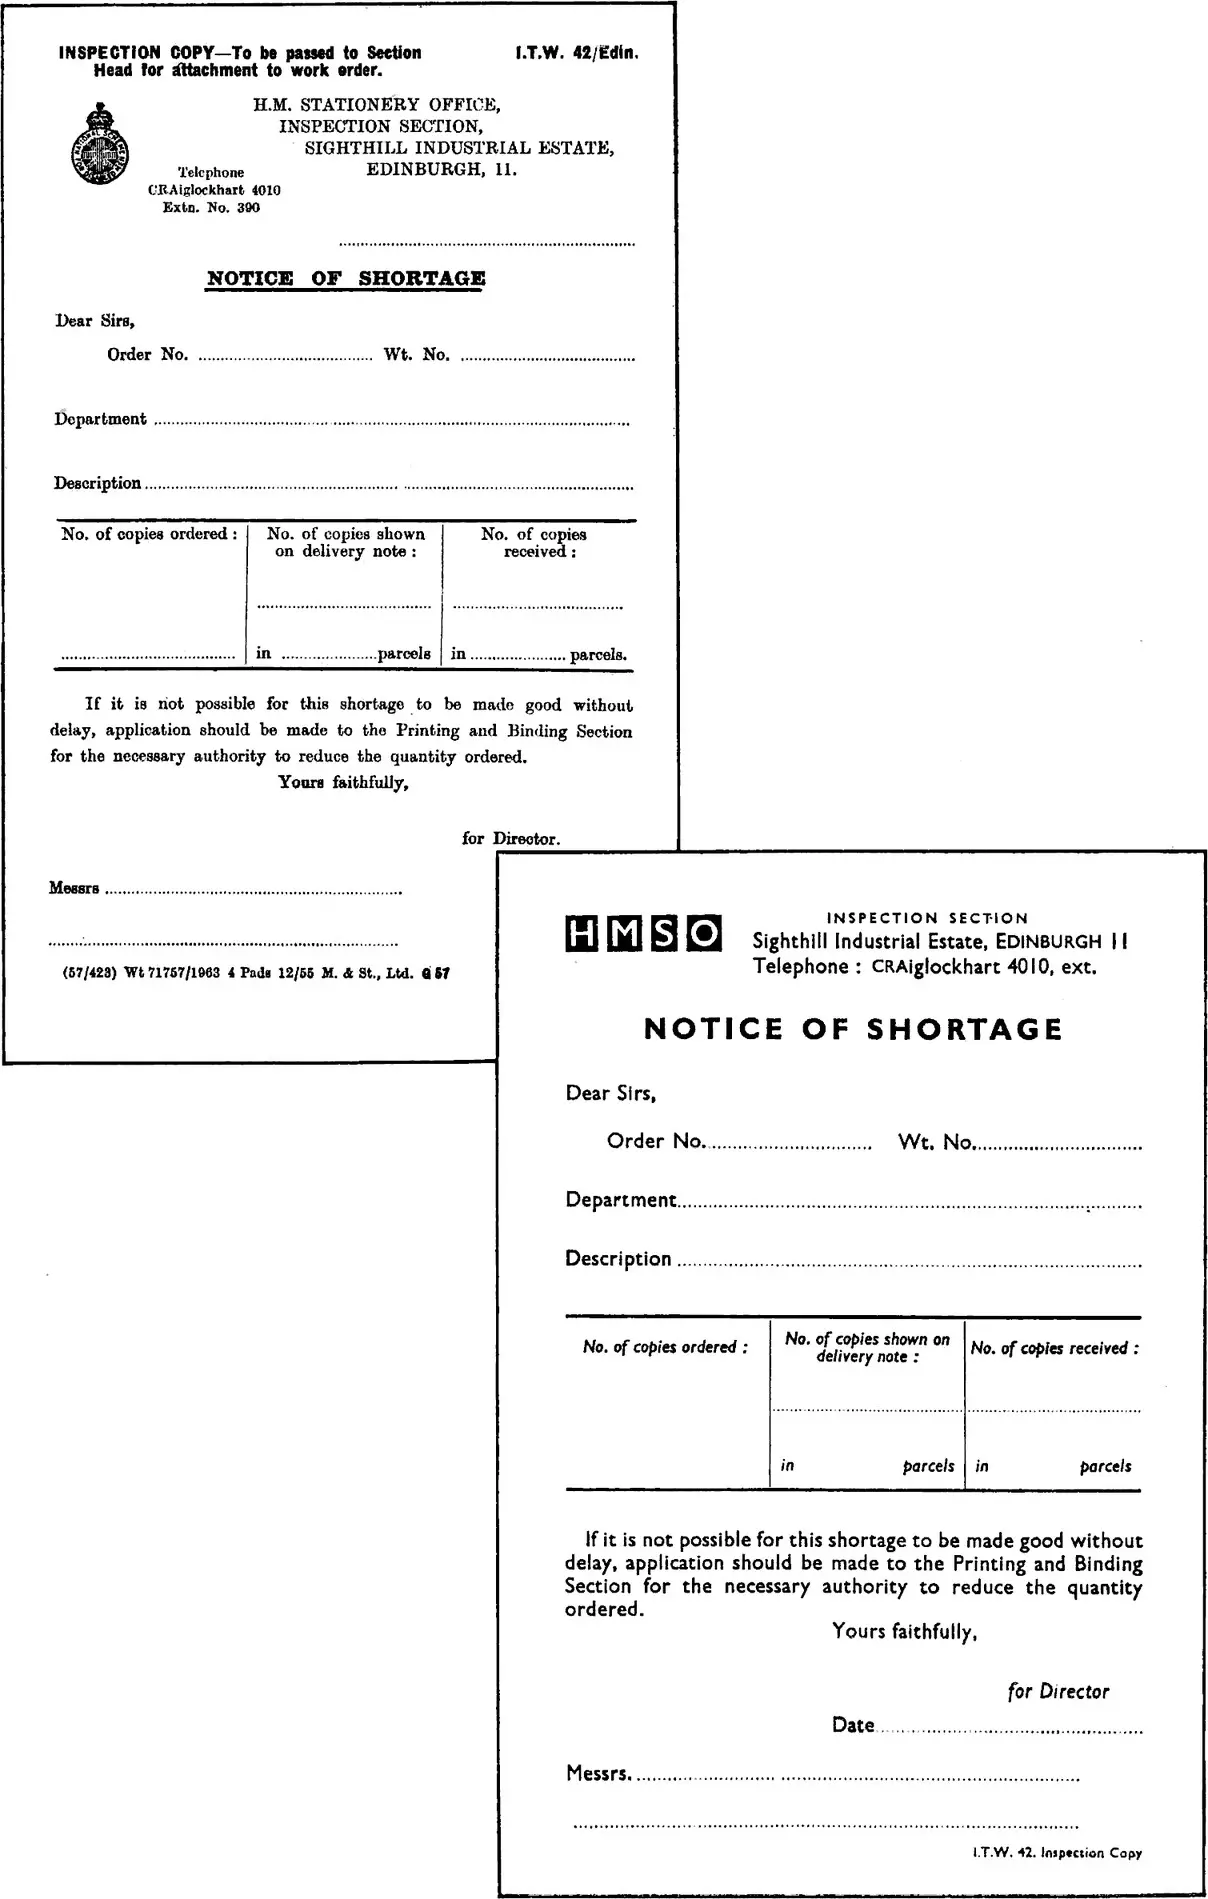 INSPECTION COPY—To be passed to Section I.T.W. 42/Edin.
Head for attachment to work order.
H.M. STATIONERY OFFICE,
INSPECTION SECTION,
SIGHTHILL INDUSTRIAL ESTATE,
Telephone EDINBURGH, 11.
CRAiglockhart 4010
Extn. No. 390
NOTICE OF SHORTAGE
Dear Sirs,
Order No. Wt. No.
Department
Description
No. of copies ordered : No. of copies shown No. of copies
on delivery note : received :
in parcels in parcels.
If it is not possible for this shortage to be made good without
delay, application should be made to the Printing and Binding Section
for the necessary authority to reduce the quantity ordered.
Yours faithfully,
for Director.
Messrs
(57/423) Wt 71757/1963 4 Pads 12/55 M. & St., Ltd. G 57
HMSO
INSPECTION SECTION
Sighthill Industrial Estate, EDINBURGH 11
Telephone : CRAiglockhart 4010, ext.
NOTICE OF SHORTAGE
Dear Sirs,
Order No. Wt. No.
Department
Description
No. of copies ordered : No. of copies shown on No. of copies received :
delivery note :
in parcels in parcels
If it is not possible for this shortage to be made good without
delay, application should be made to the Printing and Binding
Section for the necessary authority to reduce the quantity
ordered.
Yours faithfully,
for Director
Date
Messrs.
I.T.W. 42. Inspection Copy